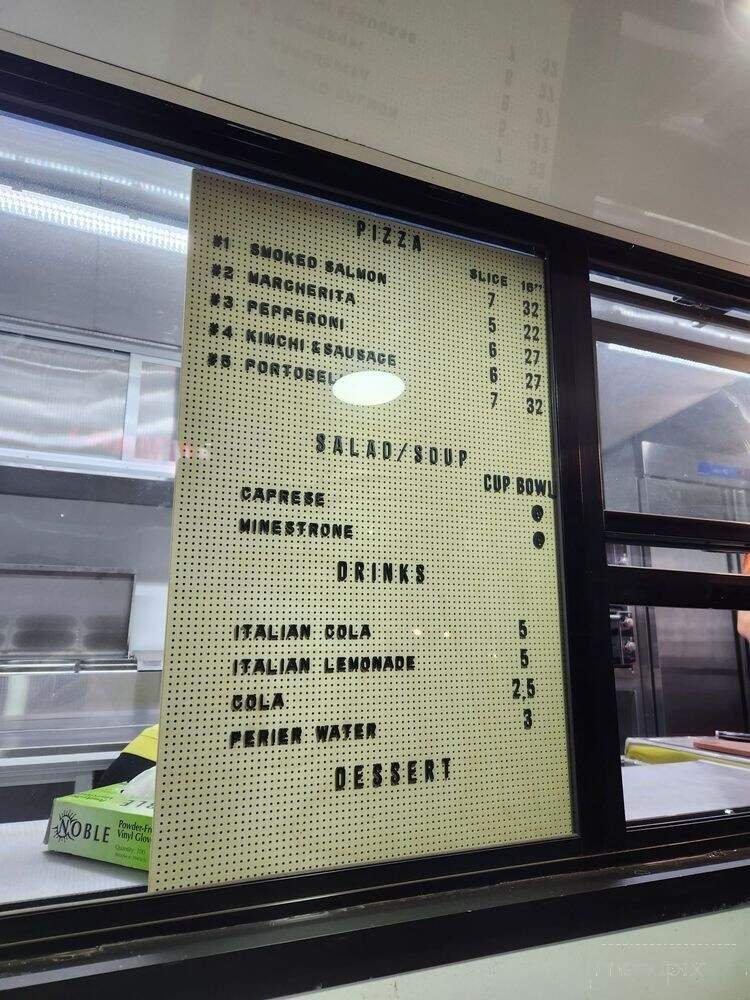 PIZZA
SLICE 16"
#1 SMOKED SALMON 7 32
#2 MARGHERITA 5 22
#3 PEPPERONI 6 27
#4 KIMCHI &SAUSAGE 6 27
#5 7 32
SALAD/SOUP
CUP BOWL
CAPRESE
MINESTRONE
DRINKS
ITALIAN COLA 5
ITALIAN LEMONADE 5
COLA 2.5
PERIER WATER 3
DESSERT
NOBLE
Vinyl